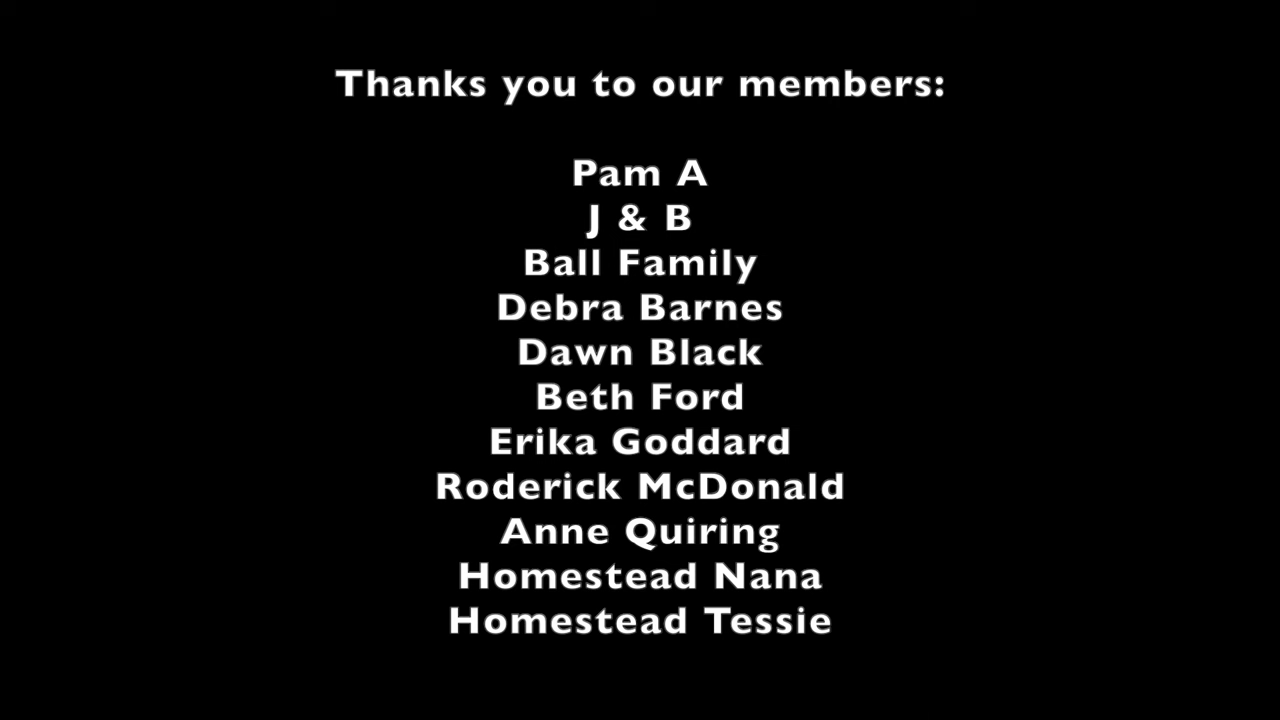 Thanks you to our members:
Pam A
J & B
Ball Family
Debra Barnes
Dawn Black
Beth Ford
Erika Goddard
Roderick McDonald
Anne Quiring
Homestead Nana
Homestead Tessie